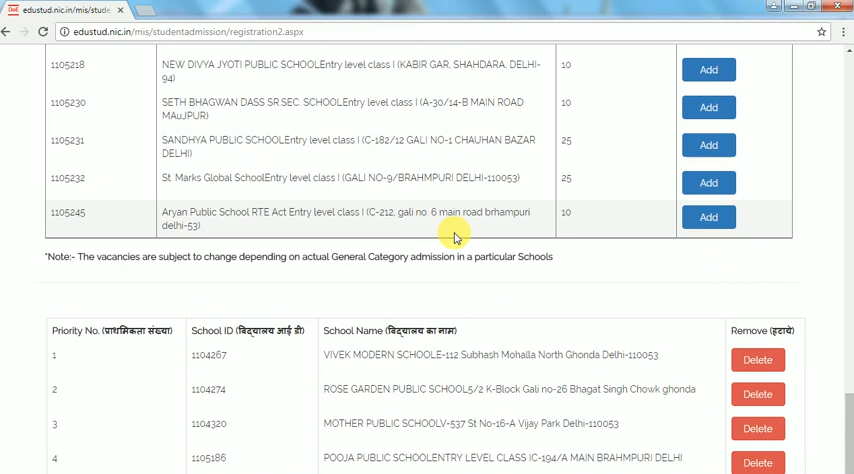 edustud.nic.in/mis/stude
edustud.nic.in/mis/studentadmission/registration2.aspx
1105218 NEW DIVYA JYOTI PUBLIC SCHOOLEntry level class I (KABIR GAR, SHAHDARA, DELHI- 10 Add
94)
1105230 SETH BHAGWAN DASS SR.SEC. SCHOOLEntry level class I (A-30/14-B MAIN ROAD 10 Add
MAuJPUR)
1105231 SANDHYA PUBLIC SCHOOLEntry level class I (C-182/12 GALI NO-1 CHAUHAN BAZAR 25 Add
DELHI)
1105232 St. Marks Global SchoolEntry level class I (GALI NO-9/BRAHMPURI DELHI-110053) 25 Add
1105245 Aryan Public School RTE Act Entry level class I (C-212, gali no. 6 main road brhampuri 10 Add
delhi-53)
*Note:- The vacancies are subject to change depending on actual General Category admission in a particular Schools
Priority No. (प्राथमिकता संख्या) School ID (विद्यालय आई डी) School Name (विद्यालय का नाम) Remove (हटाये)
1 1104267 VIVEK MODERN SCHOOLE-112 Subhash Mohalla North Ghonda Delhi-110053 Delete
2 1104274 ROSE GARDEN PUBLIC SCHOOL5/2 K-Block Gali no-26 Bhagat Singh Chowk ghonda Delete
3 1104320 MOTHER PUBLIC SCHOOLV-537 St No-16-A Vijay Park Delhi-110053 Delete
4 1105186 POOJA PUBLIC SCHOOLENTRY LEVEL CLASS IC-194/A MAIN BRAHMPURI DELHI Delete